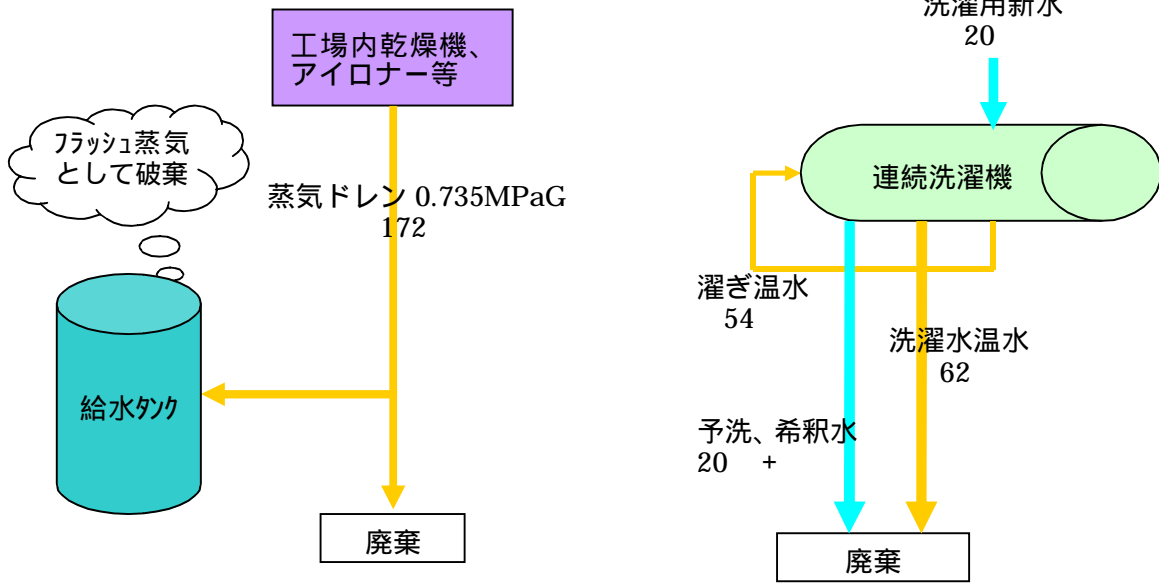 工場内乾燥機、
アイロナー等
フラッシュ蒸気
として破棄
蒸気ドレン 0.735MPaG
172
給水タンク
廃棄
洗濯用新水
20
連続洗濯機
濯ぎ温水
54
洗濯水温水
62
予洗、希釈水
20 +
廃棄